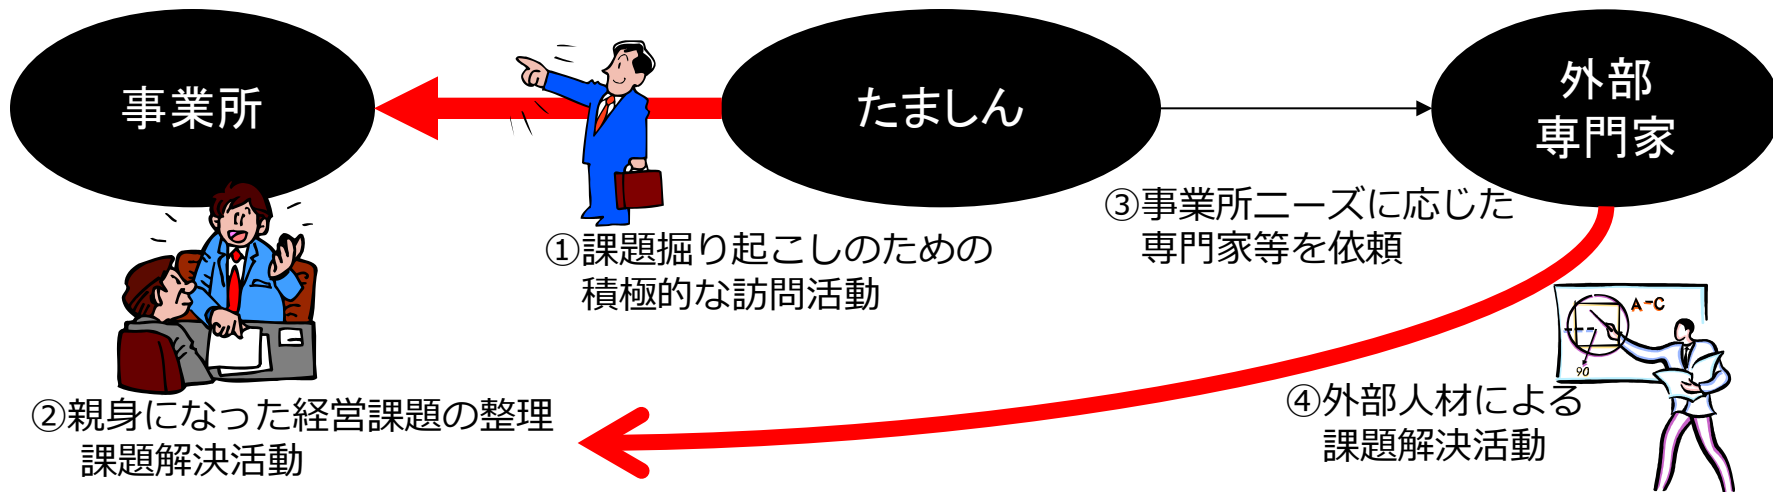 事業所
たましん
外部
専門家
①課題掘り起こしのための
積極的な訪問活動
②親身になった経営課題の整理
課題解決活動
③事業所ニーズに応じた
専門家等を依頼
④外部人材による
課題解決活動
A-C
90